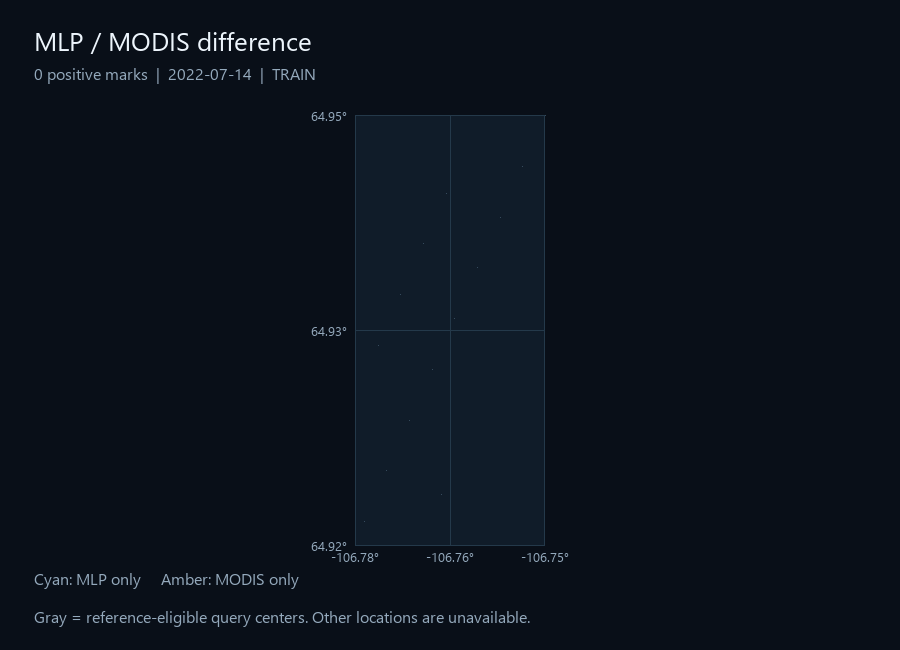 MLP / MODIS difference
0 positive marks | 2022-07-14 | TRAIN
64.95°
64.93°
64.92°
-106.78° -106.76° -106.75°
Cyan: MLP only Amber: MODIS only
Gray = reference-eligible query centers. Other locations are unavailable.